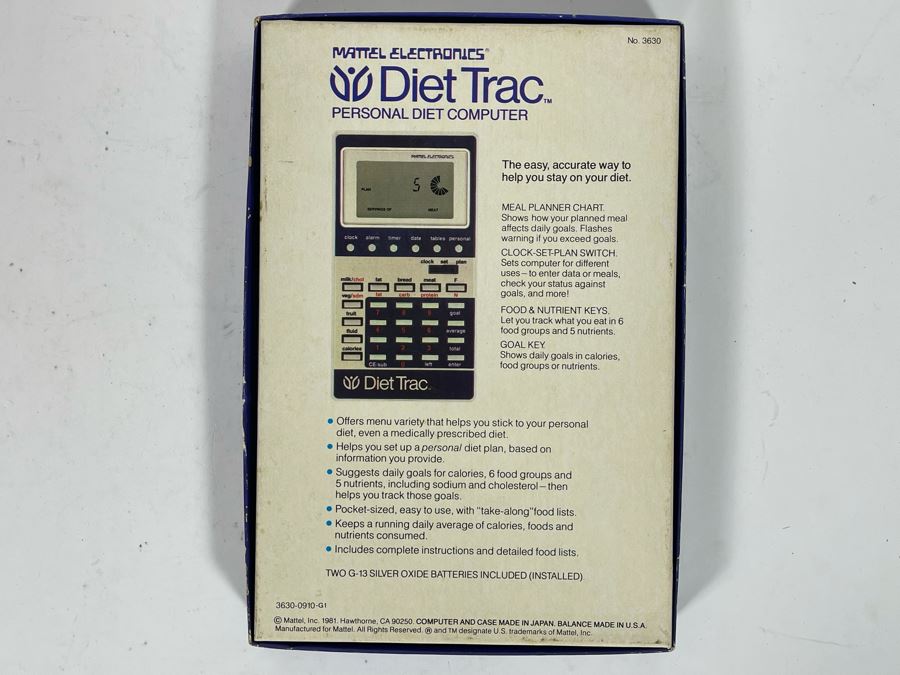 No. 3630
MATTEL ELECTRONICS®
Diet Trac™
PERSONAL DIET COMPUTER
MATTEL ELECTRONICS
PLAN
5
SERVINGS OF MEAT
clock alarm timer date tables personal
clock set plan
milk/chol fat bread meat F
veg/sdm fat carb protein N
fruit 7 8 9 goal
fluid 4 5 6 average
calories 1 2 3 total
CE-sub 0 left enter
Diet Trac
The easy, accurate way to
help you stay on your diet.
MEAL PLANNER CHART.
Shows how your planned meal
affects daily goals. Flashes
warning if you exceed goals.
CLOCK-SET-PLAN SWITCH.
Sets computer for different
uses–to enter data or meals,
check your status against
goals, and more!
FOOD & NUTRIENT KEYS.
Let you track what you eat in 6
food groups and 5 nutrients.
GOAL KEY.
Shows daily goals in calories,
food groups or nutrients.
• Offers menu variety that helps you stick to your personal
diet, even a medically prescribed diet.
• Helps you set up a personal diet plan, based on
information you provide.
• Suggests daily goals for calories, 6 food groups and
5 nutrients, including sodium and cholesterol–then
helps you track those goals.
• Pocket-sized, easy to use, with "take-along" food lists.
• Keeps a running daily average of calories, foods and
nutrients consumed.
• Includes complete instructions and detailed food lists.
TWO G-13 SILVER OXIDE BATTERIES INCLUDED (INSTALLED).
3630-0910-G1
© Mattel, Inc. 1981. Hawthorne, CA 90250. COMPUTER AND CASE MADE IN JAPAN. BALANCE MADE IN U.S.A.
Manufactured for Mattel. All Rights Reserved. ® and TM designate U.S. trademarks of Mattel, Inc.